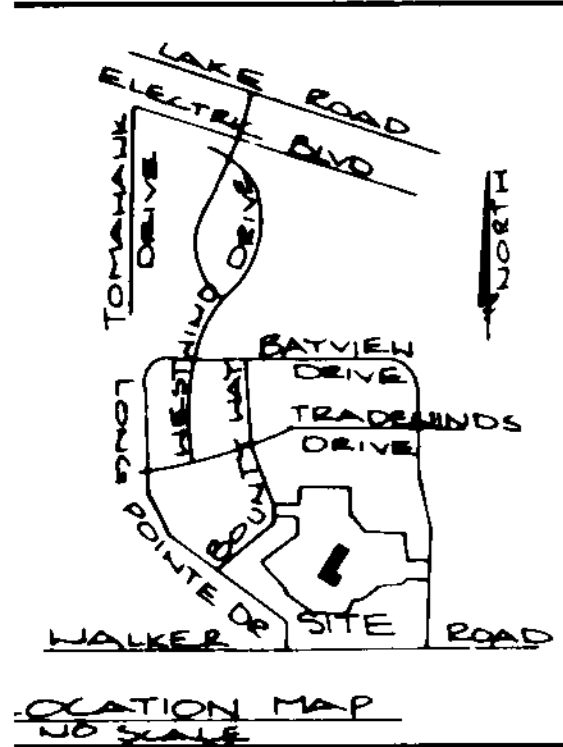 LAKE ROAD
ELECTRIC BLVD
TOMAHAWK
DRIVE
DRIVE
NORTH
WESTWIND
BAYVIEW
DRIVE
LONG
BOUNTY WAY
TRADEWINDS
DRIVE
POINTE DR
SITE
WALKER ROAD
LOCATION MAP
NO SCALE